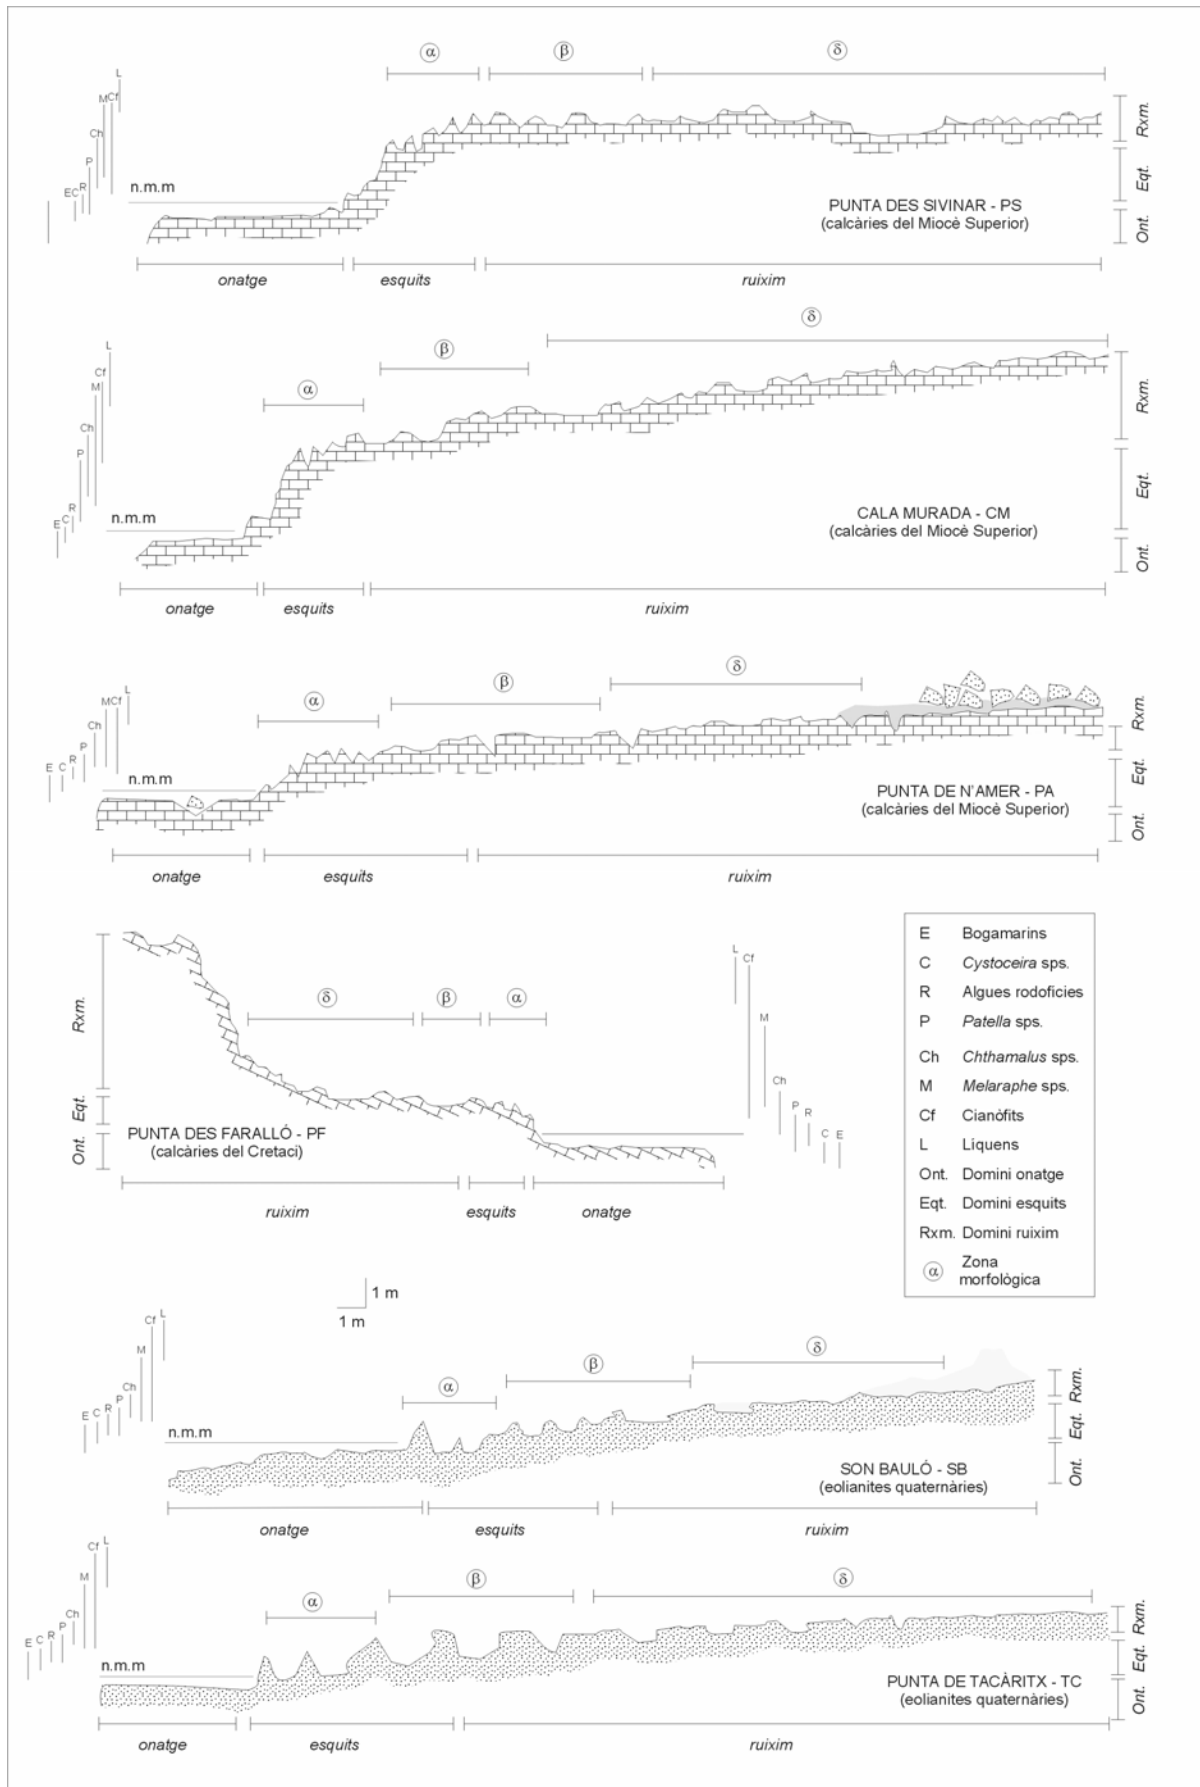 α
β
δ
L
M Cf
Ch
P
E C R
n.m.m
Rxm.
Eqt.
Ont.
PUNTA DES SIVINAR - PS
(calcàries del Miocè Superior)
onatge
esquits
ruixim
δ
β
α
L
Cf
M
Ch
P
R
E C
n.m.m
Rxm.
Eqt.
Ont.
CALA MURADA - CM
(calcàries del Miocè Superior)
onatge
esquits
ruixim
δ
β
α
L
M Cf
Ch
P
R
E C
n.m.m
Rxm.
Eqt.
Ont.
PUNTA DE N'AMER - PA
(calcàries del Miocè Superior)
onatge
esquits
ruixim
L
Cf
M
Ch
P
R
C E
δ
β
α
Rxm.
Eqt.
Ont.
PUNTA DES FARALLÓ - PF
(calcàries del Cretaci)
ruixim
esquits
onatge
E Bogamarins
C Cystoceira sps.
R Algues rodoficies
P Patella sps.
Ch Chthamalus sps.
M Melaraphe sps.
Cf Cianòfits
L Liquens
Ont. Domini onatge
Eqt. Domini esquits
Rxm. Domini ruixim
α Zona
morfològica
1 m
1 m
L
Cf
M
Ch
P
R
C
E
δ
β
α
n.m.m
Rxm.
Eqt.
Ont.
SON BAULÓ - SB
(eolianites quaternàries)
onatge
esquits
ruixim
L
Cf
M
Ch
P
R
E C
δ
β
α
n.m.m
Rxm.
Eqt.
Ont.
PUNTA DE TACÀRITX - TC
(eolianites quaternàries)
onatge
esquits
ruixim